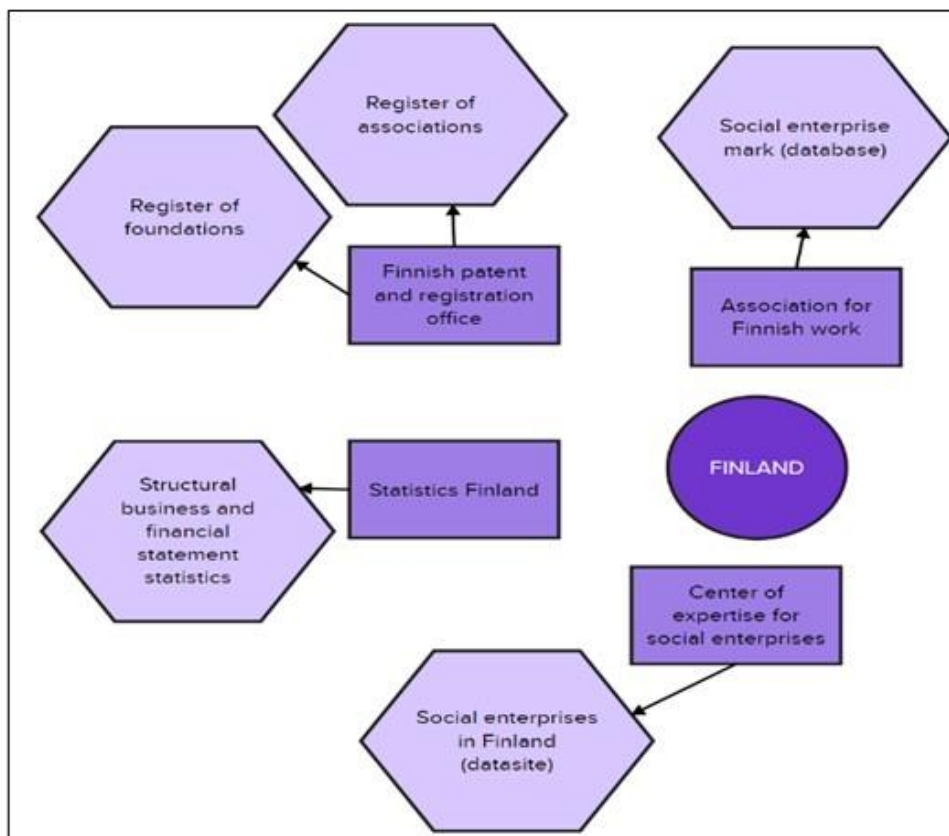 Register of
associations
Social enterprise
mark (database)
Register of
foundations
Finnish patent
and registration
office
Association for
Finnish work
FINLAND
Structural
business and
financial
statement
statistics
Statistics Finland
Center of
expertise for
social enterprises
Social enterprises
in Finland
(datasite)